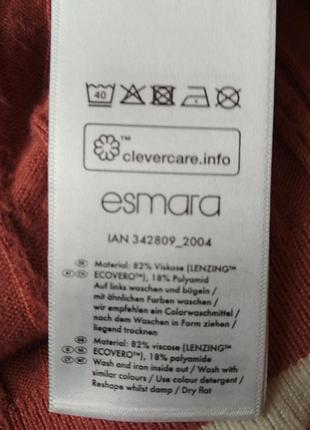 40
™
clevercare.info
esmara
IAN 342809_2004
Material: 82% Viskose (LENZING™
ECOVERO™), 18% Polyamid
Auf links waschen und bügeln /
mit ähnlichen Farben waschen /
wir empfehlen ein Colorwaschmittel /
nach dem Waschen in Form ziehen /
liegend trocknen
Material: 82% viscose (LENZING™
ECOVERO™), 18% polyamide
Wash and iron inside out / Wash with
similar colours / Use colour detergent /
Reshape whilst damp / Dry flat